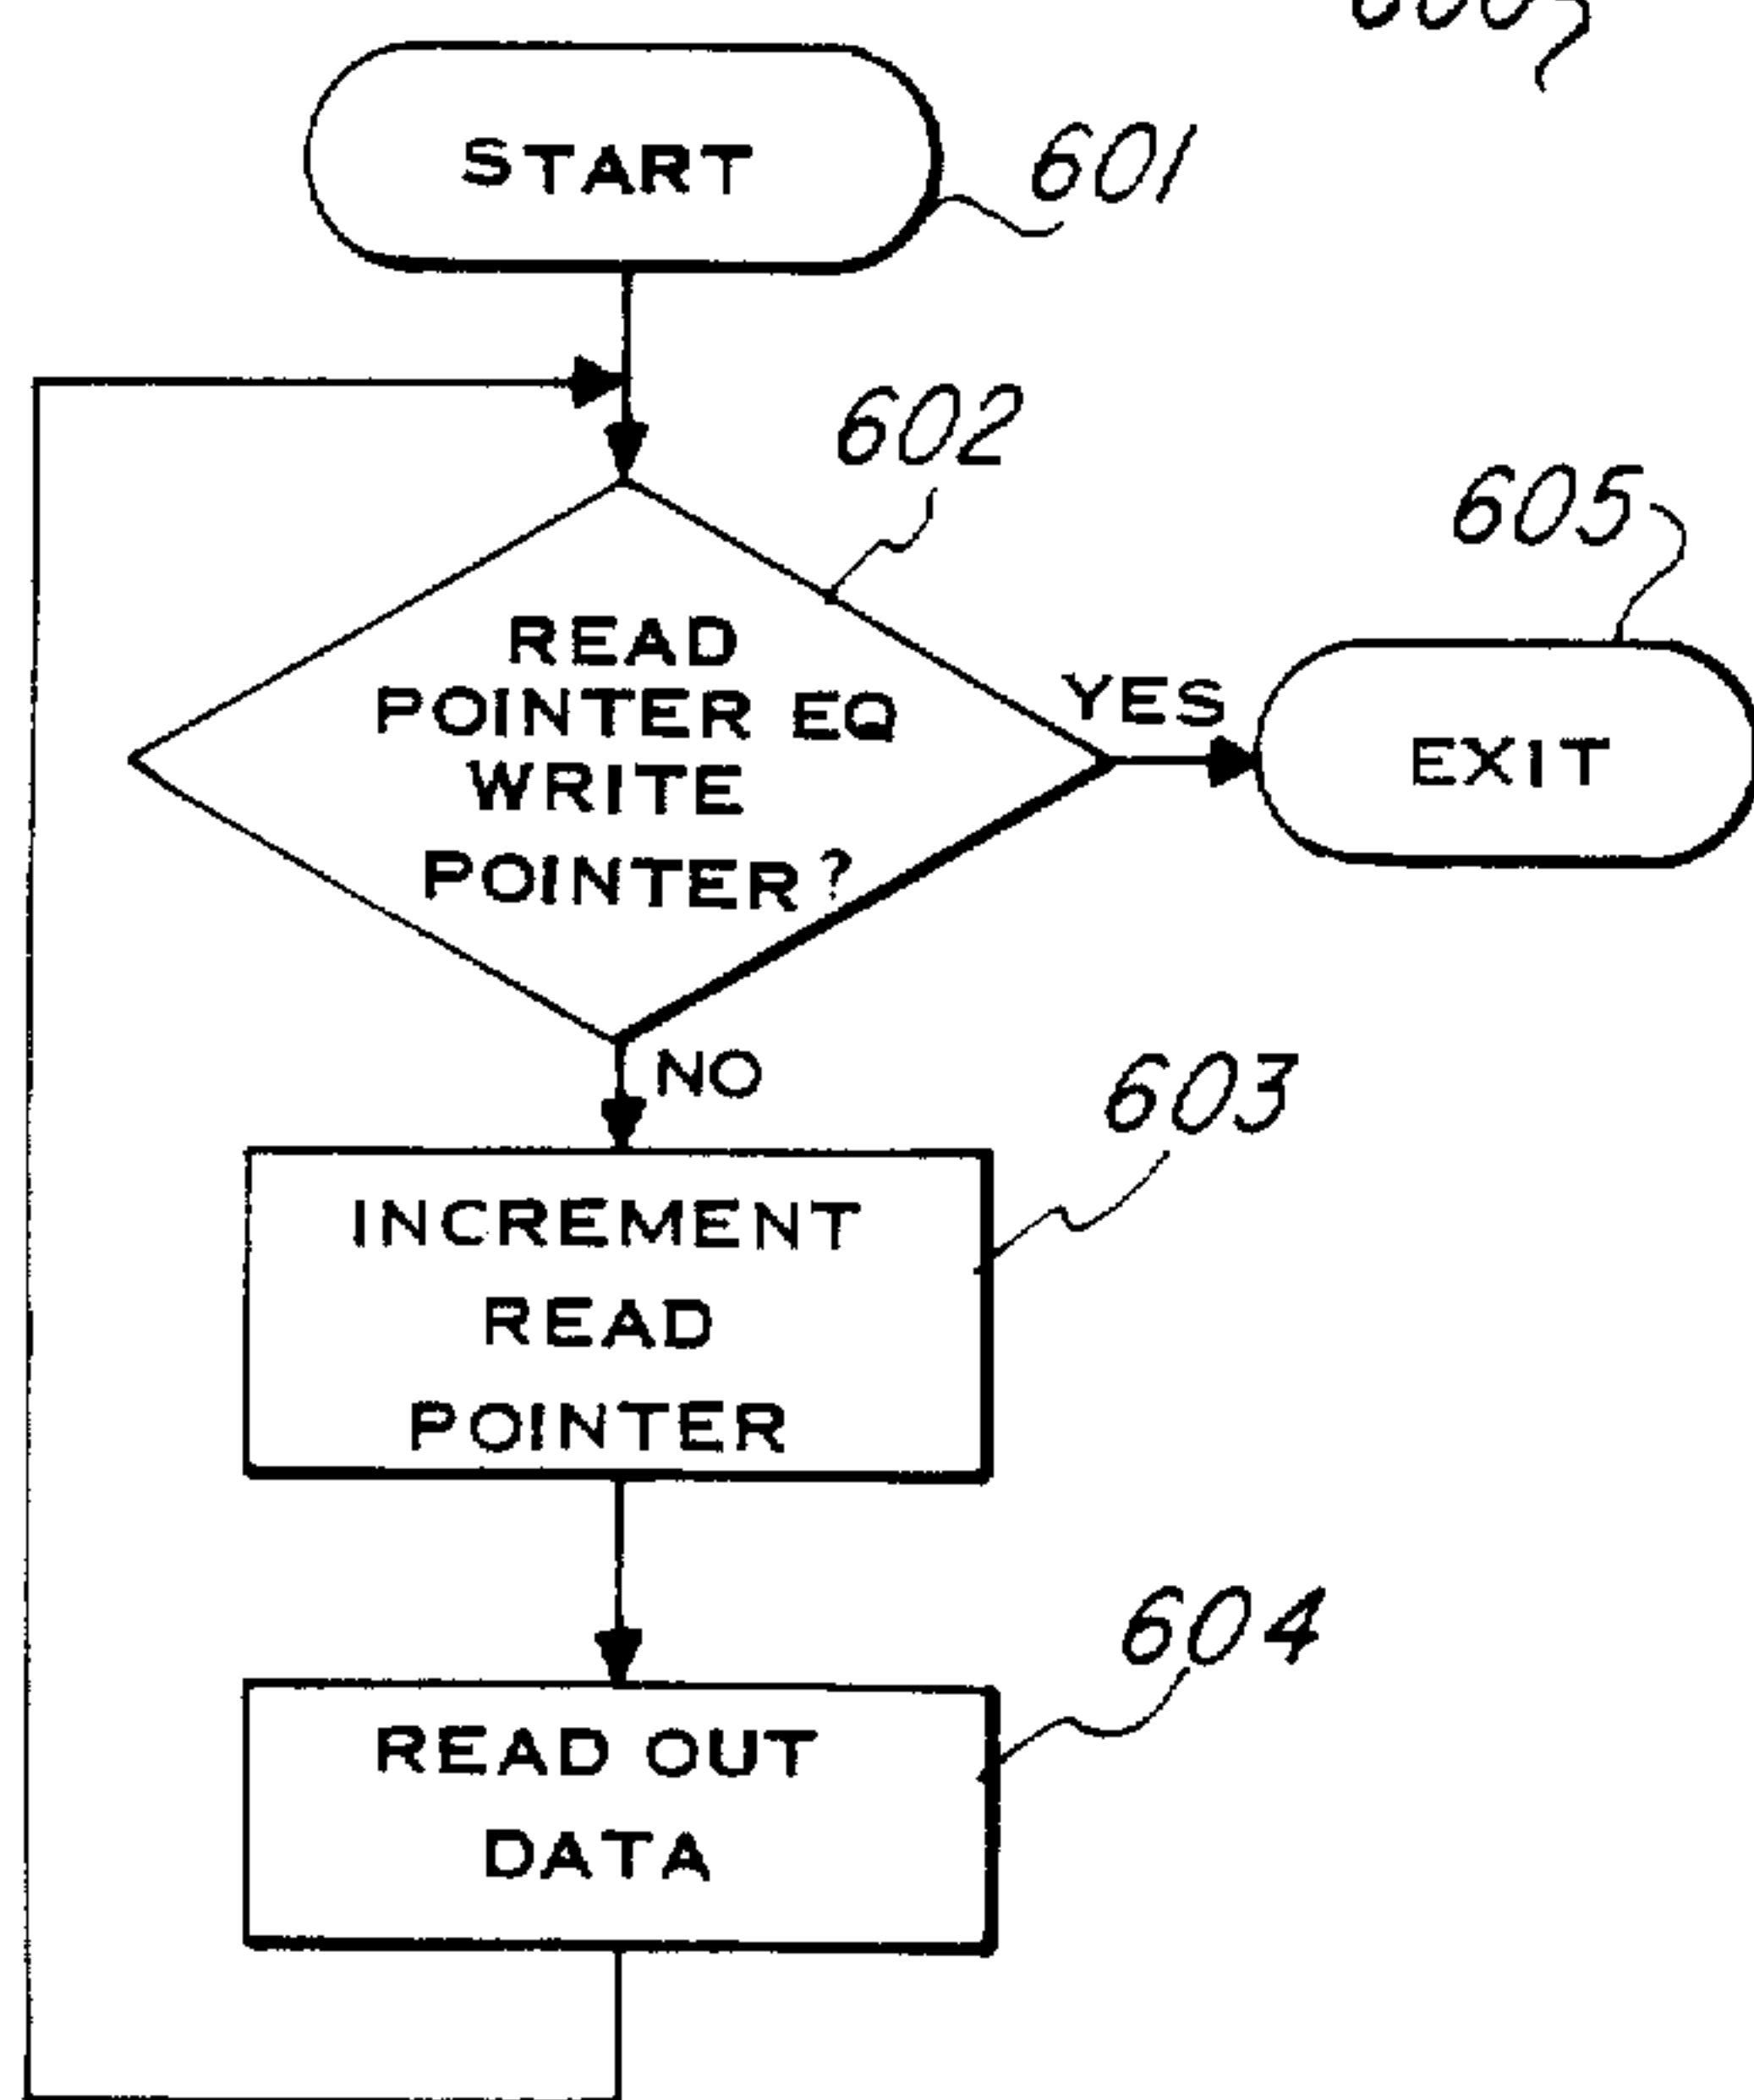 600
START
601
602
605
READ
POINTER EQ
WRITE
POINTER?
YES
EXIT
NO
603
INCREMENT
READ
POINTER
604
READ OUT
DATA